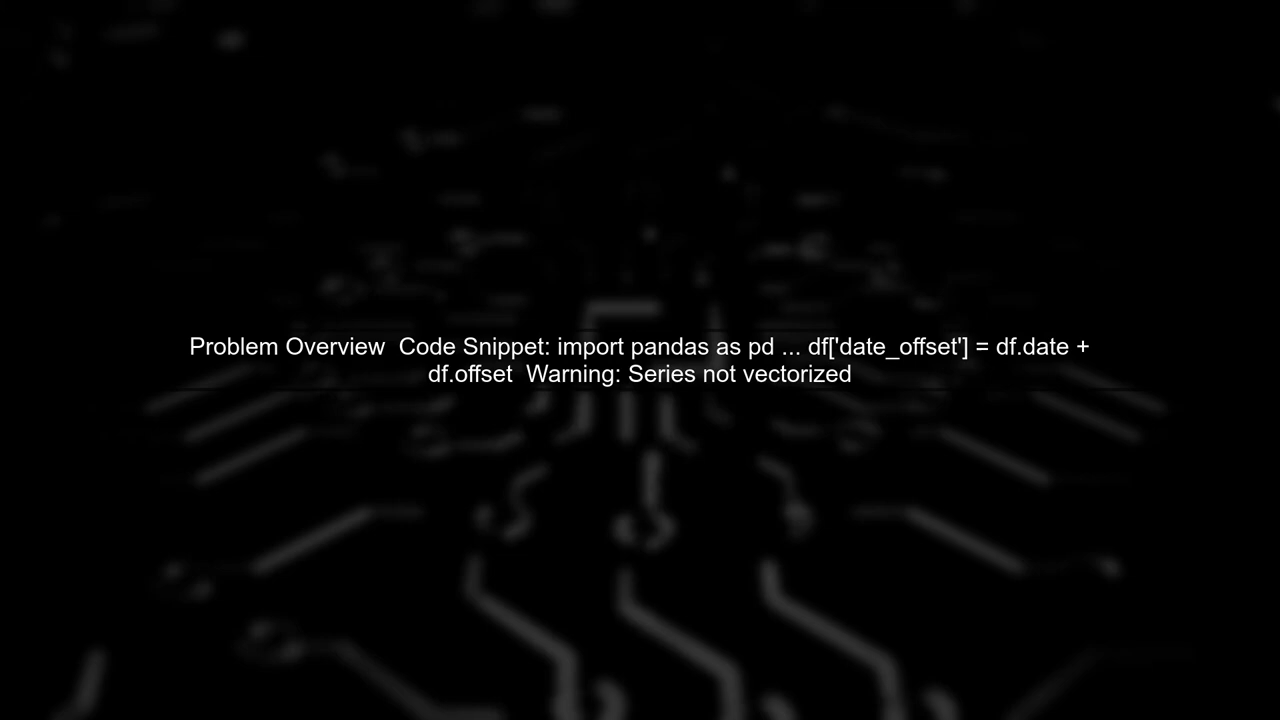 Problem Overview  Code Snippet: import pandas as pd ... df['date_offset'] = df.date +
df.offset  Warning: Series not vectorized